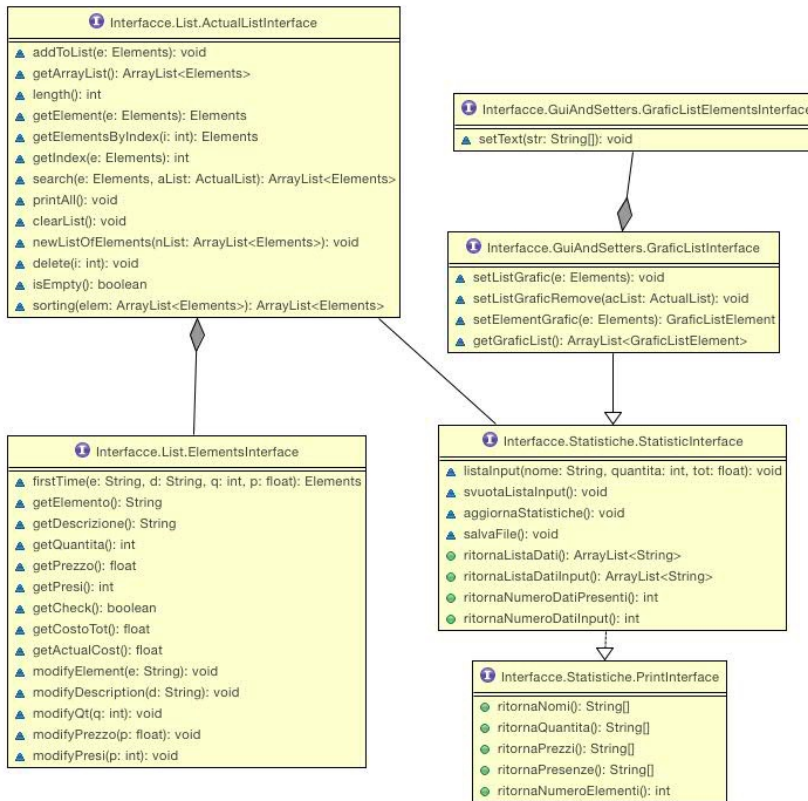 Interfacce.List.ActualListInterface
addToList(e: Elements): void
getArrayList(): ArrayList<Elements>
length(): int
getElement(e: Elements): Elements
getElementsByIndex(i: int): Elements
getIndex(e: Elements): int
search(e: Elements, aList: ActualList): ArrayList<Elements>
printAll(): void
clearList(): void
newListOfElements(nList: ArrayList<Elements>): void
delete(i: int): void
isEmpty(): boolean
sorting(elem: ArrayList<Elements>): ArrayList<Elements>
Interfacce.GuiAndSetters.GraficListElementsInterface
setText(str: String[]): void
Interfacce.GuiAndSetters.GraficListInterface
setListGrafic(e: Elements): void
setListGraficRemove(acList: ActualList): void
setElementGrafic(e: Elements): GraficListElement
getGraficList(): ArrayList<GraficListElement>
Interfacce.List.ElementsInterface
firstTime(e: String, d: String, q: int, p: float): Elements
getElemento(): String
getDescrizione(): String
getQuantita(): int
getPrezzo(): float
getPresi(): int
getCheck(): boolean
getCostoTot(): float
getActualCost(): float
modifyElement(e: String): void
modifyDescription(d: String): void
modifyQt(q: int): void
modifyPrezzo(p: float): void
modifyPresi(p: int): void
Interfacce.Statistiche.StatisticInterface
listaInput(nome: String, quantita: int, tot: float): void
svuotaListaInput(): void
aggiornaStatistiche(): void
salvaFile(): void
ritornaListaDati(): ArrayList<String>
ritornaListaDatiInput(): ArrayList<String>
ritornaNumeroDatiPresenti(): int
ritornaNumeroDatiInput(): int
Interfacce.Statistiche.PrintInterface
ritornaNomi(): String[]
ritornaQuantita(): String[]
ritornaPrezzi(): String[]
ritornaPresenze(): String[]
ritornaNumeroElementi(): int